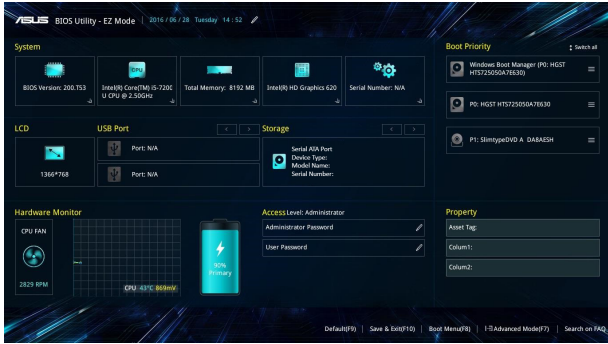 ASUS BIOS Utility - EZ Mode 2016 / 06 / 28 Tuesday 14 : 52
System
BIOS Version: 200.T53
Intel(R) Core(TM) i5-7200
U CPU @ 2.50GHz
CPU
Total Memory: 8192 MB
Intel(R) HD Graphics 620
Serial Number: N/A
LCD
1366*768
USB Port
Port: N/A
Port: N/A
Storage
Serial ATA Port
Device Type:
Model Name:
Serial Number:
Hardware Monitor
CPU FAN
2829 RPM
CPU 43°C 869mV
90%
Primary
Access Level: Administrator
Administrator Password
User Password
Boot Priority
Switch all
Windows Boot Manager (P0: HGST
HTS725050A7E630)
P0: HGST HTS725050A7E630
P1: SlimtypeDVD A DA8AESH
Property
Asset Tag:
Colum1:
Colum2:
Default(F9) Save & Exit(F10) Boot Menu(F8) Advanced Mode(F7) Search on FAQ